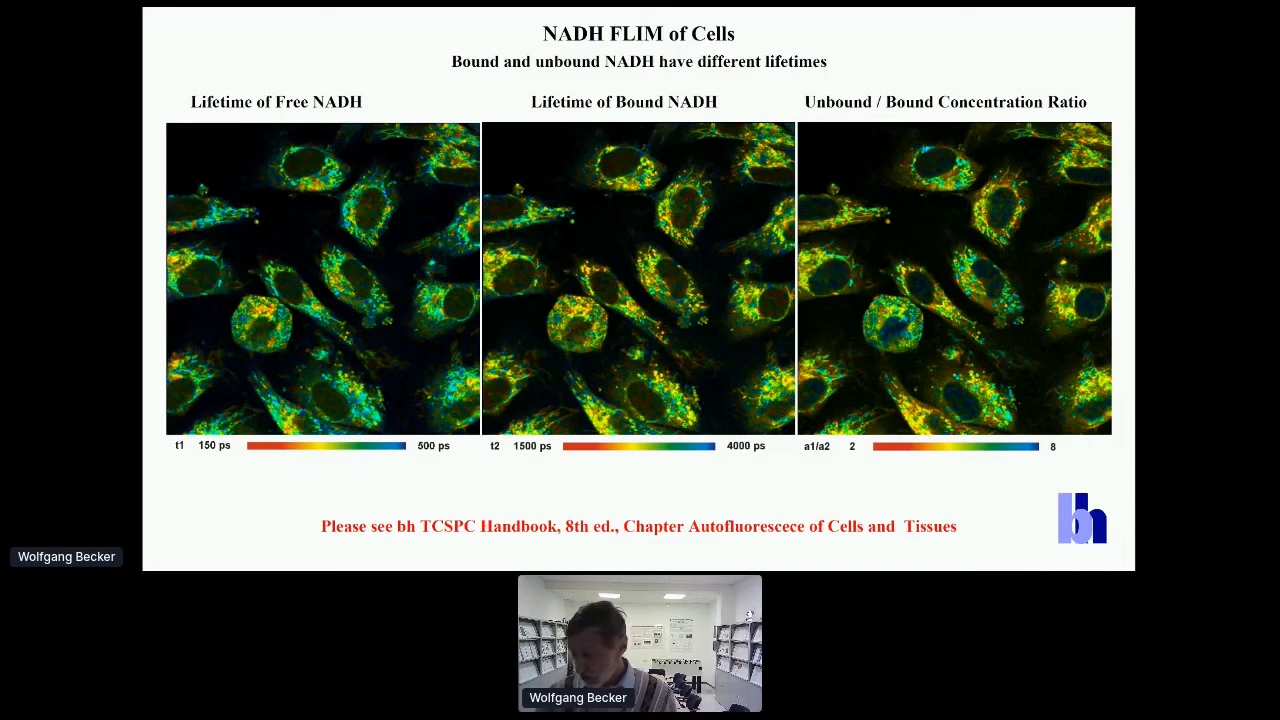 NADH FLIM of Cells
Bound and unbound NADH have different lifetimes
Lifetime of Free NADH
Lifetime of Bound NADH
Unbound / Bound Concentration Ratio
t1 150 ps 500 ps
t2 1500 ps 4000 ps
a1/a2 2 8
Please see bh TCSPC Handbook, 8th ed., Chapter Autofluorescece of Cells and Tissues
bh
Wolfgang Becker
Wolfgang Becker